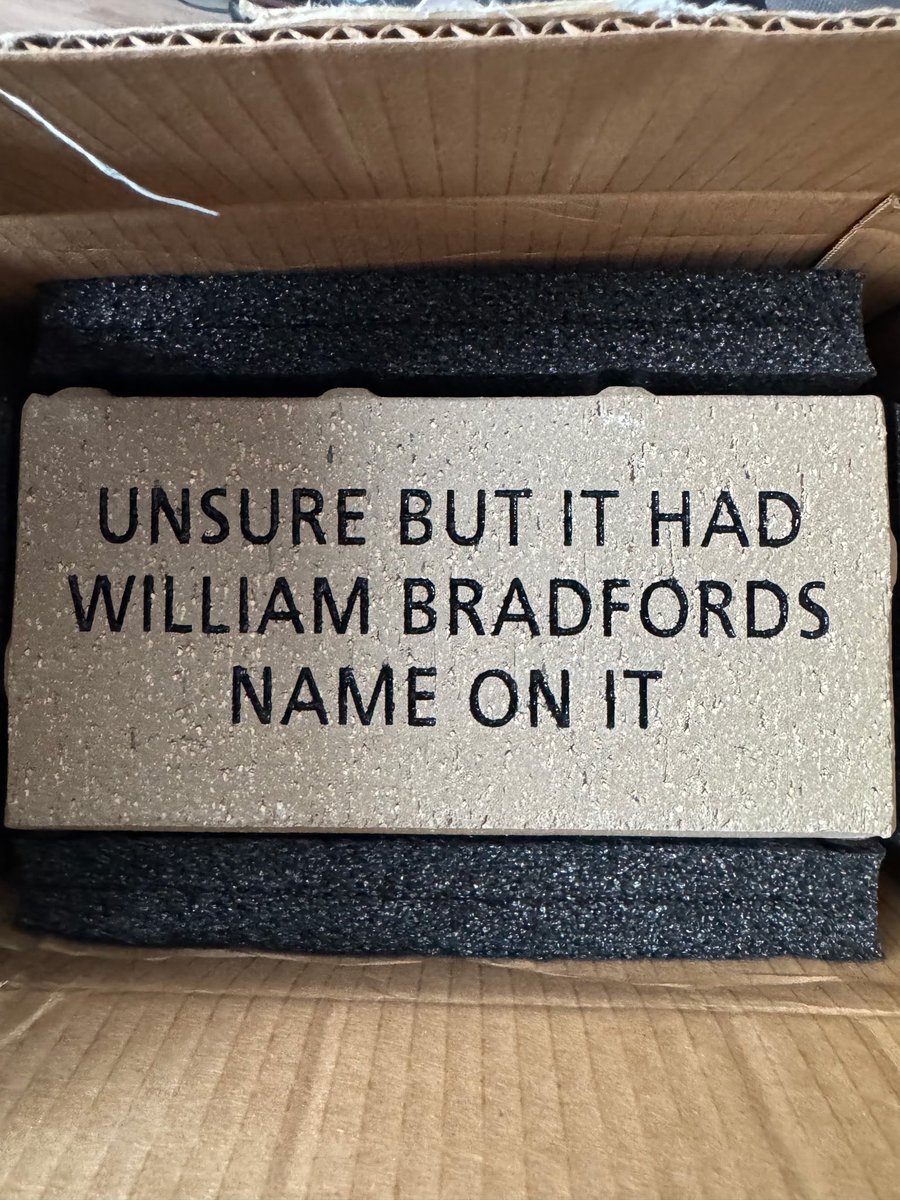 UNSURE BUT IT HAD
WILLIAM BRADFORDS
NAME ON IT